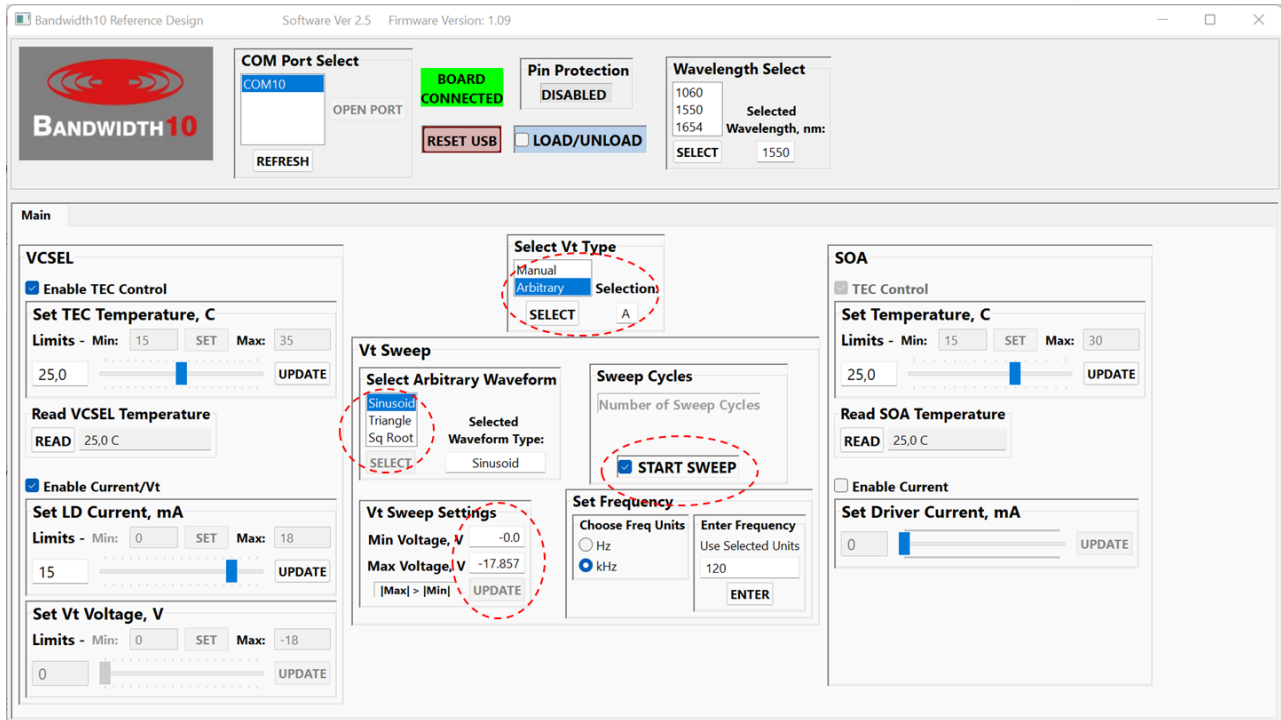 Bandwidth10 Reference Design Software Ver 2.5 Firmware Version: 1.09
BANDWIDTH10
COM Port Select
COM10
OPEN PORT
REFRESH
BOARD
CONNECTED
RESET USB
Pin Protection
DISABLED
LOAD/UNLOAD
Wavelength Select
1060
1550
1654
Selected
Wavelength, nm:
SELECT
1550
Main
VCSEL
Enable TEC Control
Set TEC Temperature, C
Limits - Min: 15 SET Max: 35
25,0 UPDATE
Read VCSEL Temperature
READ 25,0 C
Enable Current/Vt
Set LD Current, mA
Limits - Min: 0 SET Max: 18
15 UPDATE
Set Vt Voltage, V
Limits - Min: 0 SET Max: -18
0 UPDATE
Select Vt Type
Manual
Arbitrary
Selection:
SELECT A
Vt Sweep
Select Arbitrary Waveform
Sinusoid
Triangle
Sq Root
Selected
Waveform Type:
SELECT Sinusoid
Sweep Cycles
Number of Sweep Cycles
START SWEEP
Vt Sweep Settings
Min Voltage, V -0.0
Max Voltage, V -17.857
|Max| > |Min| UPDATE
Set Frequency
Choose Freq Units
Hz
kHz
Enter Frequency
Use Selected Units
120
ENTER
SOA
TEC Control
Set Temperature, C
Limits - Min: 15 SET Max: 30
25,0 UPDATE
Read SOA Temperature
READ 25,0 C
Enable Current
Set Driver Current, mA
0 UPDATE